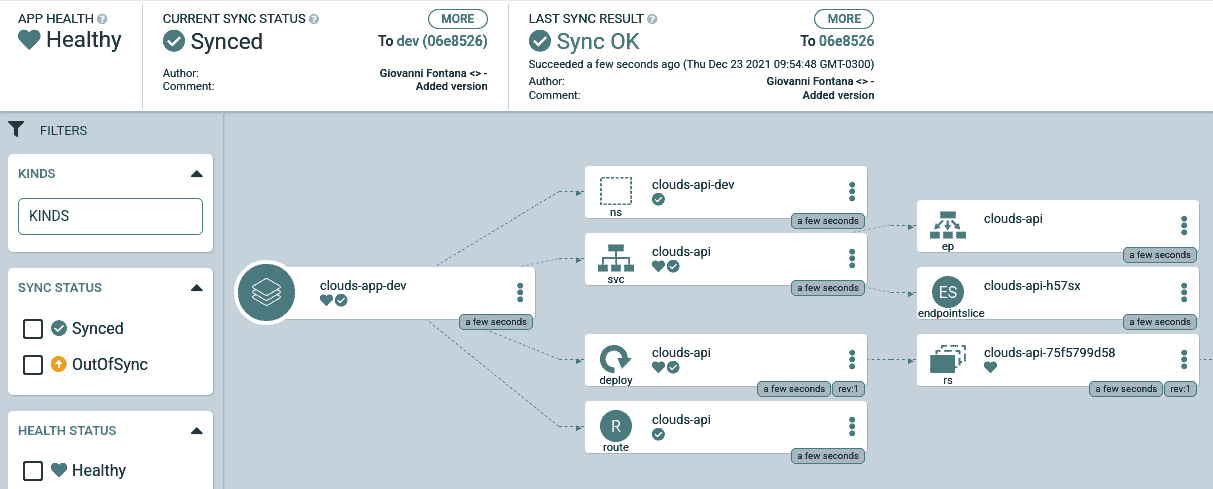 APP HEALTH
Healthy
CURRENT SYNC STATUS
MORE
Synced
To dev (06e8526)
Author: Giovanni Fontana <> -
Comment: Added version
LAST SYNC RESULT
MORE
Sync OK
To 06e8526
Succeeded a few seconds ago (Thu Dec 23 2021 09:54:48 GMT-0300)
Author: Giovanni Fontana <> -
Comment: Added version
FILTERS
KINDS
KINDS
SYNC STATUS
Synced
OutOfSync
HEALTH STATUS
Healthy
clouds-app-dev
a few seconds
clouds-api-dev
ns
a few seconds
clouds-api
svc
a few seconds
clouds-api
deploy
a few seconds
rev:1
R
clouds-api
route
a few seconds
clouds-api
ep
a few seconds
ES
clouds-api-h57sx
endpointslice
a few seconds
clouds-api-75f5799d58
rs
a few seconds
rev:1